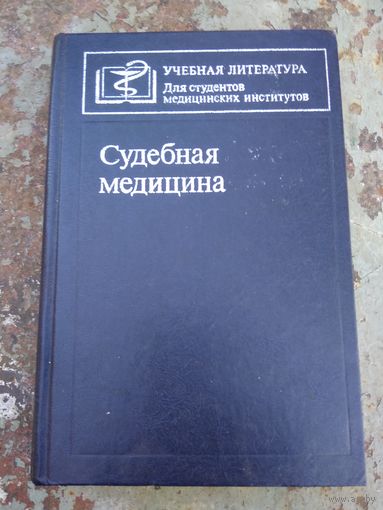 УЧЕБНАЯ ЛИТЕРАТУРА
Для студентов
медицинских институтов
Судебная
медицина